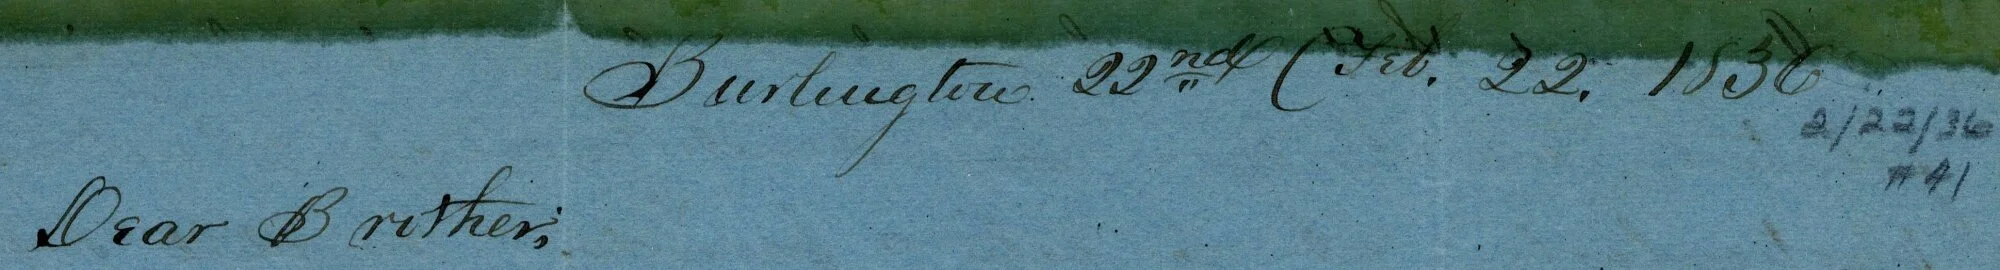 Burlington 22nd (Feb. 22. 1836
2/22/36
#41
Dear Brother;